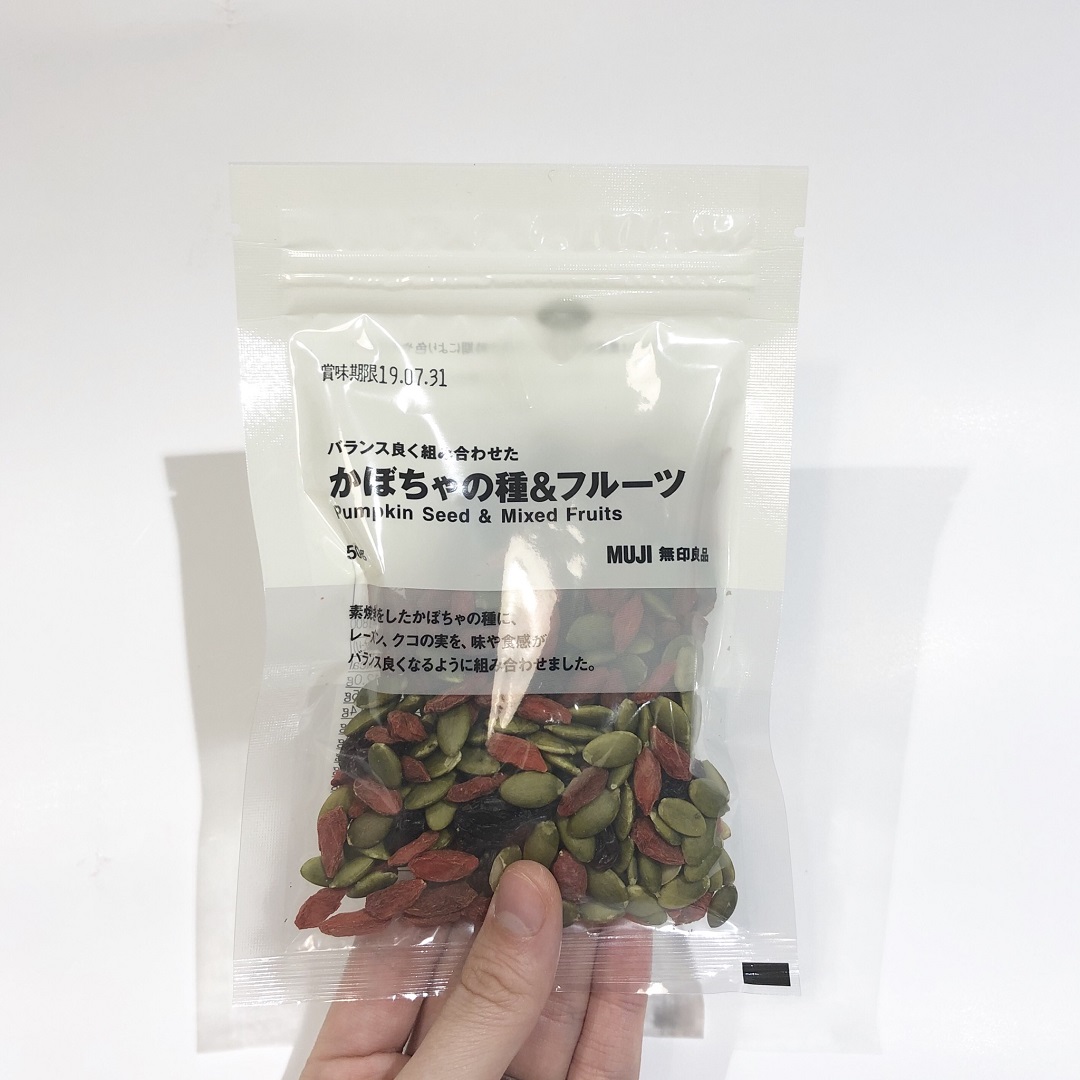 賞味期限19.07.31
バランス良く組み合わせた
かぼちゃの種&フルーツ
Pumpkin Seed & Mixed Fruits
MUJI 無印良品
素焼きをしたかぼちゃの種に、
レーズン、クコの実を、味や食感が
バランス良くなるように組み合わせました。